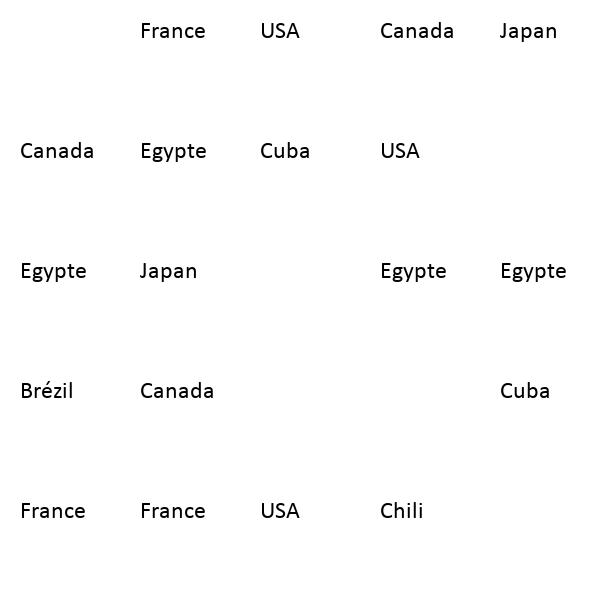 France USA Canada Japan
Canada Egypte Cuba USA
Egypte Japan Egypte Egypte
Brézil Canada Cuba
France France USA Chili